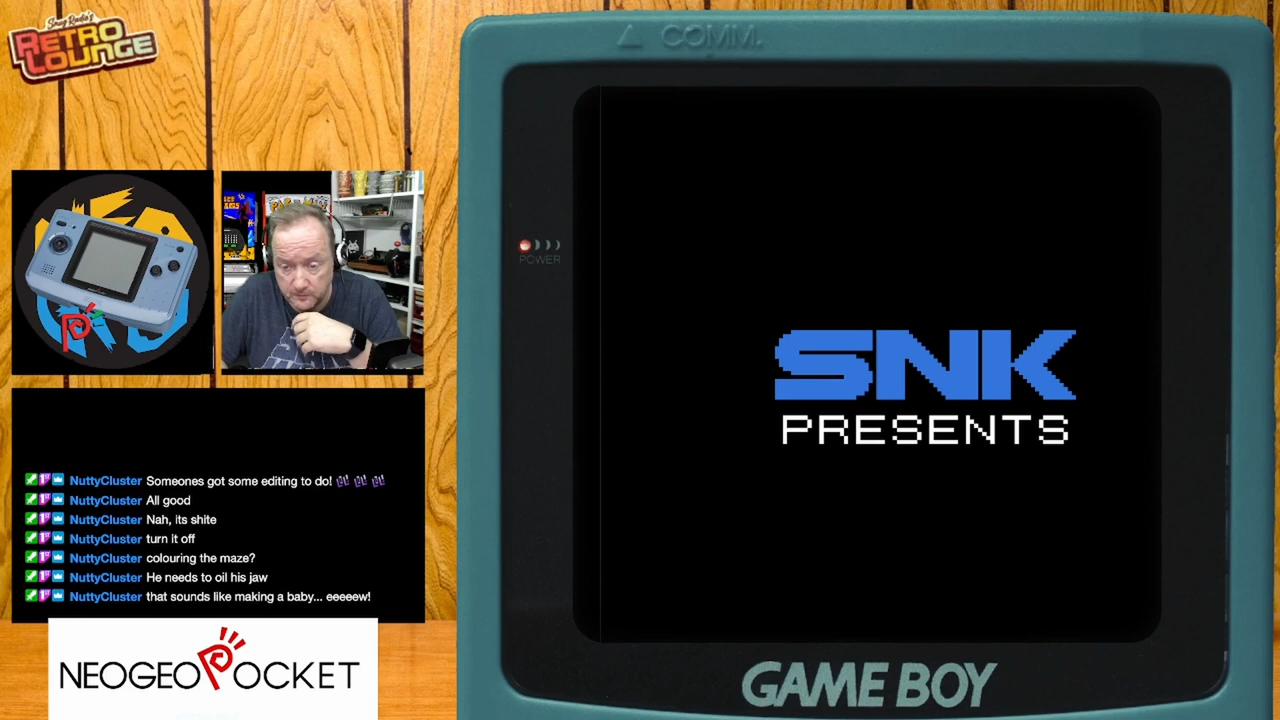 Smug Rodin's
RETRO
LOUNGE
COMM.
POWER
SNK
PRESENTS
NuttyCluster Someones got some editing to do!
NuttyCluster All good
NuttyCluster Nah, its shite
NuttyCluster turn it off
NuttyCluster colouring the maze?
NuttyCluster He needs to oil his jaw
NuttyCluster that sounds like making a baby... eeeeew!
NEOGEO POCKET
GAME BOY